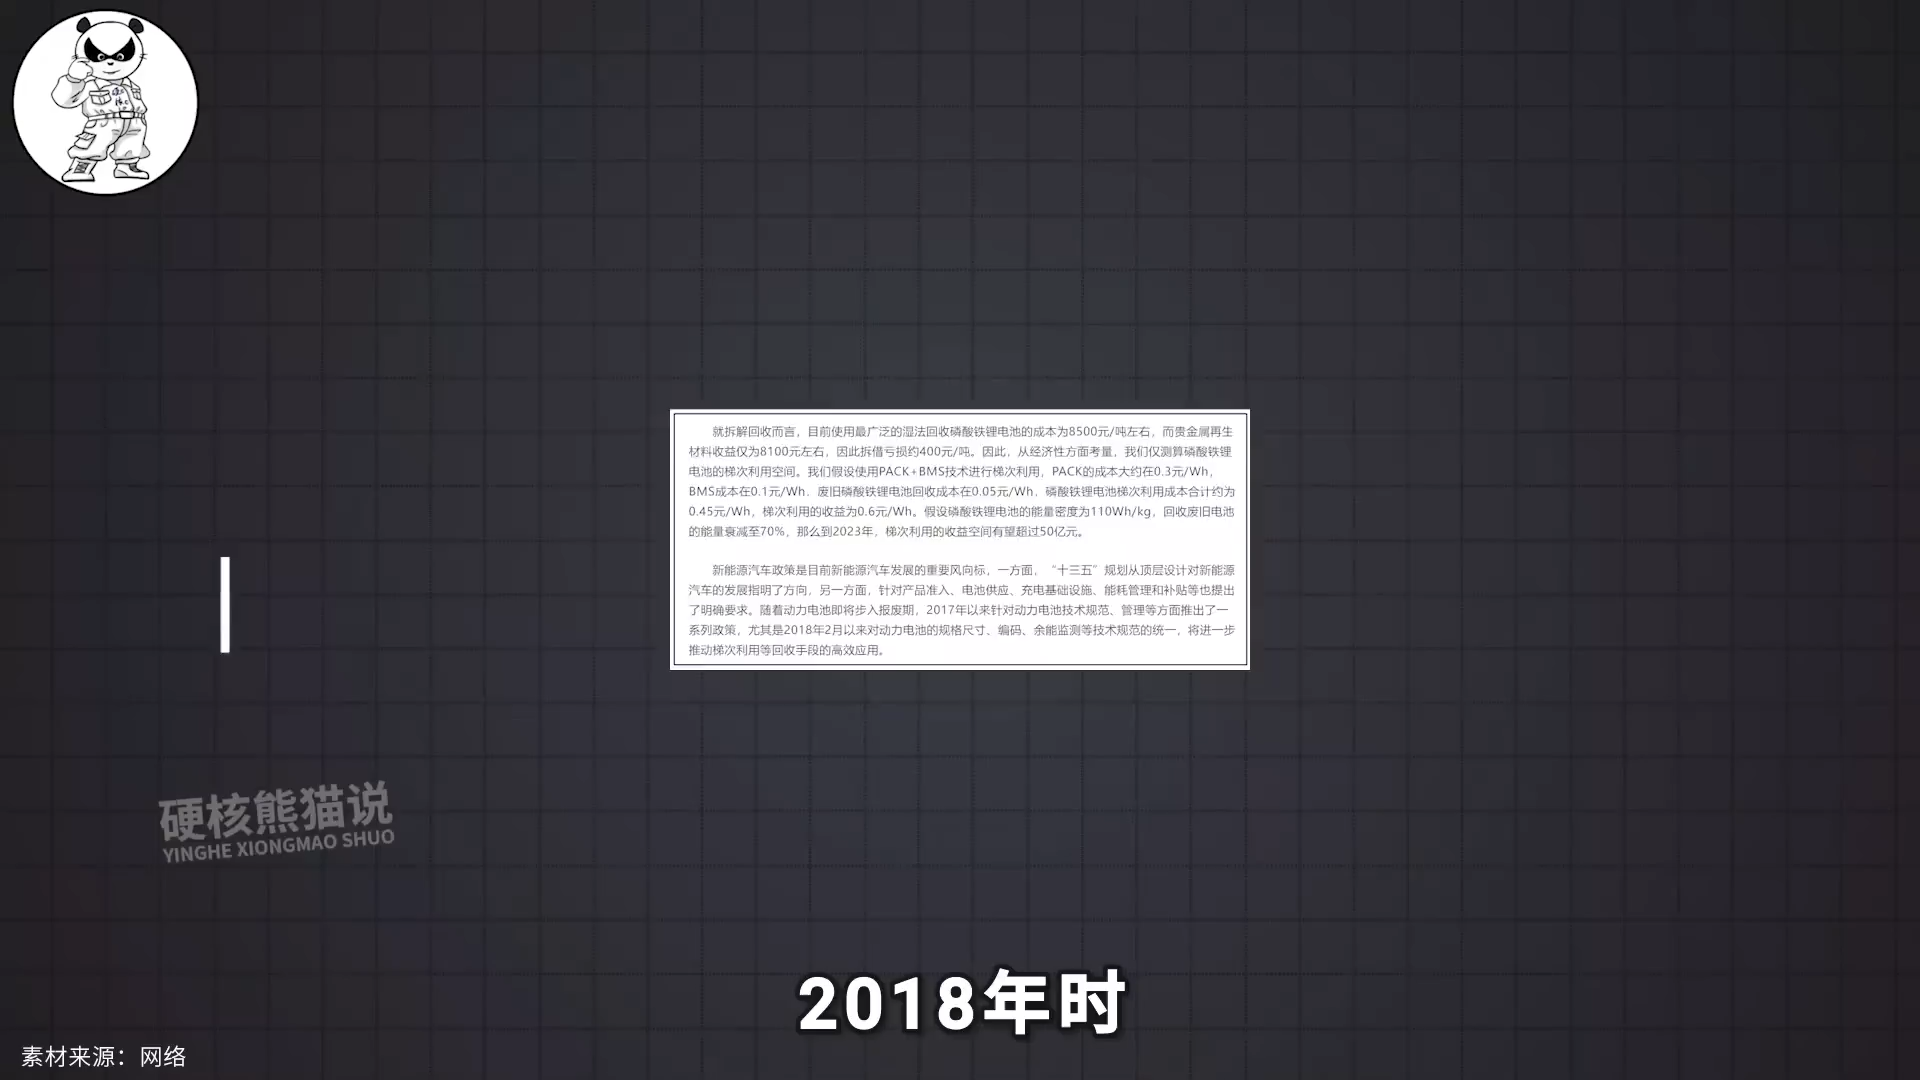 就拆解回收而言，目前使用最广泛的湿法回收磷酸铁锂电池的成本为8500元/吨左右，而贵金属再生
材料收益仅为8100元左右，因此拆借亏损约400元/吨。因此，从经济性方面考量，我们仅测算磷酸铁锂
电池的梯次利用空间。我们假设使用PACK+BMS技术进行梯次利用，PACK的成本大约在0.3元/Wh，
BMS成本在0.1元/Wh．废旧磷酸铁锂电池回收成本在0.05元/Wh．磷酸铁锂电池梯次利用成本合计约为
0.45元/Wh，梯次利用的收益为0.6元/Wh。假设磷酸铁锂电池的能量密度为110Wh/kg，回收废旧电池
的能量衰减至70%，那么到2023年，梯次利用的收益空间有望超过50亿元。
新能源汽车政策是目前新能源汽车发展的重要风向标，一方面，“十三五”规划从顶层设计对新能源
汽车的发展指明了方向，另一方面，针对产品准入、电池供应、充电基础设施、能耗管理和补贴等也提出
了明确要求。随着动力电池即将步入报废期，2017年以来针对动力电池技术规范、管理等方面推出了一
系列政策，尤其是2018年2月以来对动力电池的规格尺寸、编码、余能监测等技术规范的统一，将进一步
推动梯次利用等回收手段的高效应用。
硬核熊猫说
YINGHE XIONGMAO SHUO
2018年时
素材来源：网络